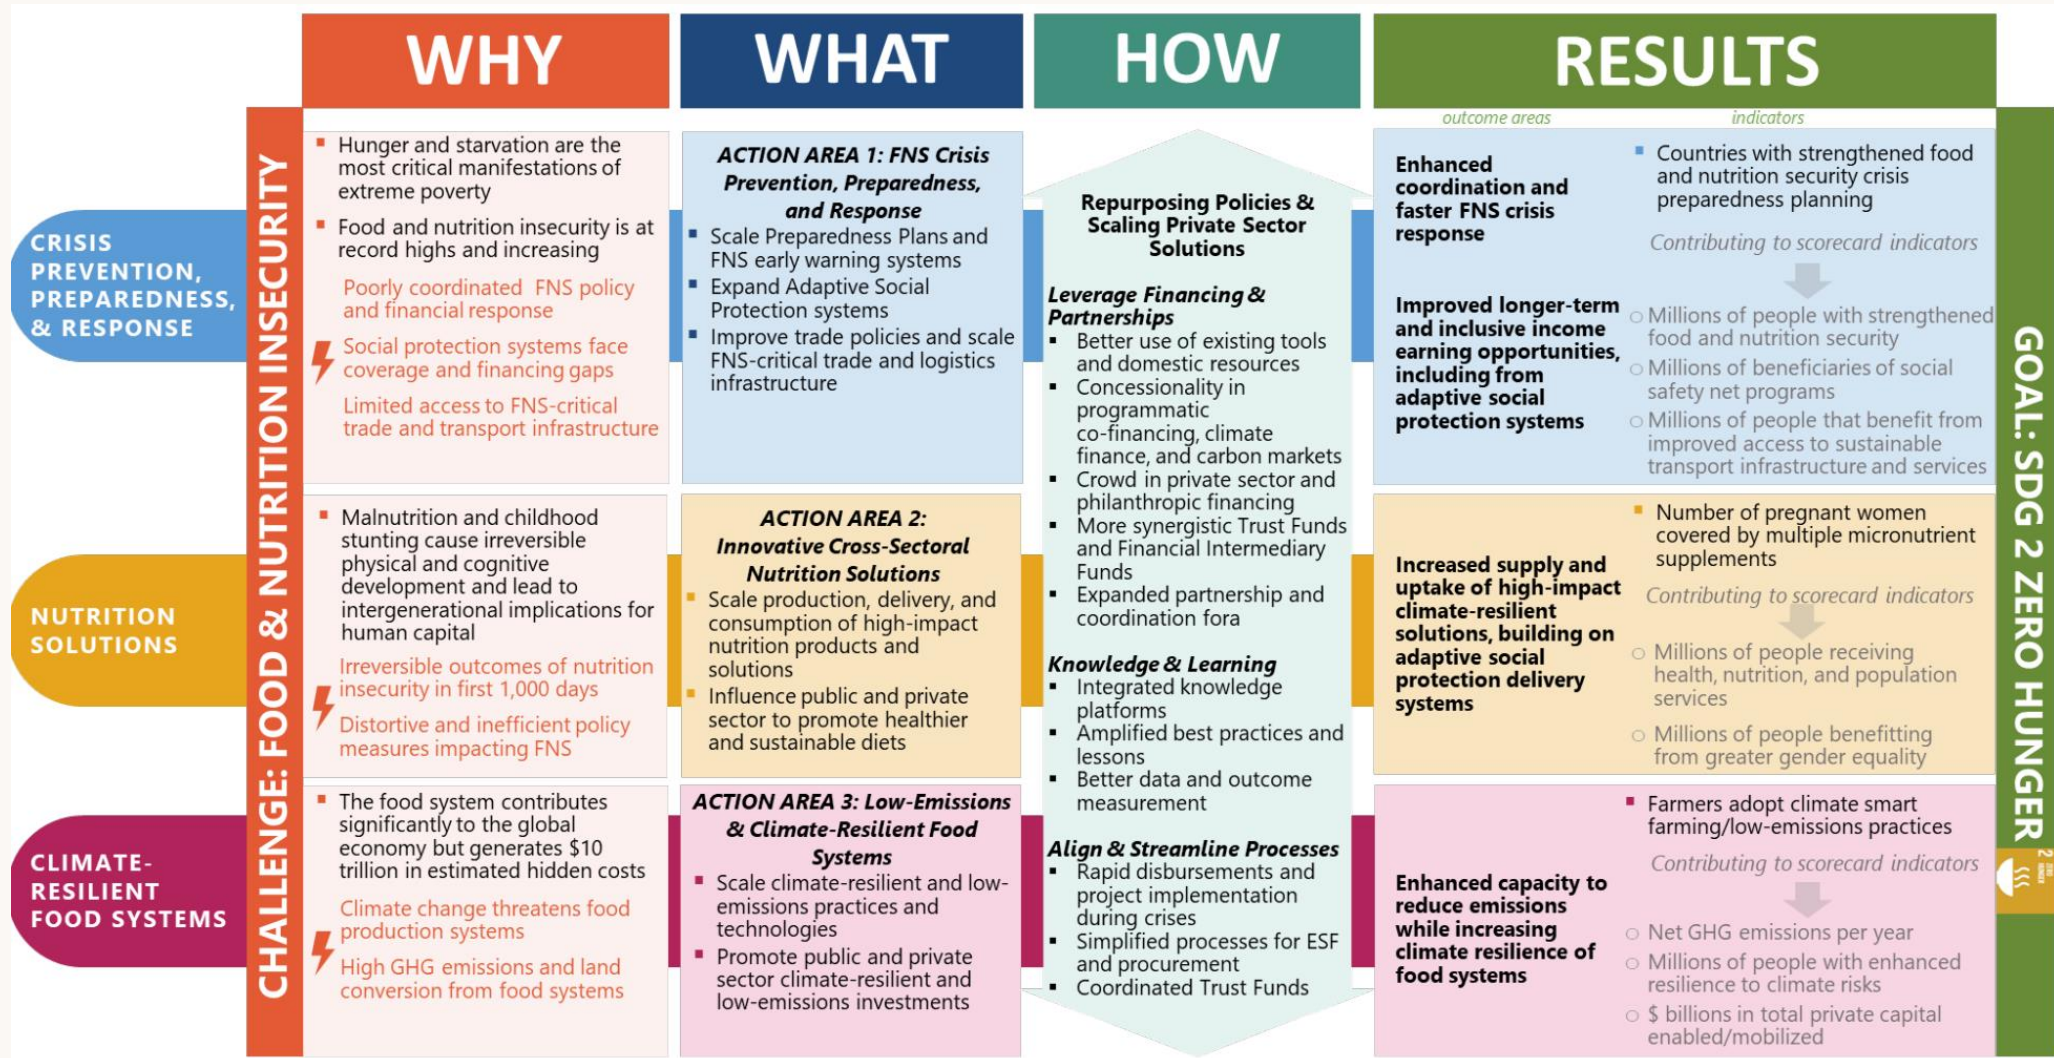 WHY
WHAT
HOW
RESULTS
CHALLENGE: FOOD & NUTRITION INSECURITY
outcome areas
indicators
CRISIS
PREVENTION,
PREPAREDNESS,
& RESPONSE
▪ Hunger and starvation are the
most critical manifestations of
extreme poverty
▪ Food and nutrition insecurity is at
record highs and increasing
Poorly coordinated FNS policy
and financial response
Social protection systems face
coverage and financing gaps
Limited access to FNS-critical
trade and transport infrastructure
ACTION AREA 1: FNS Crisis
Prevention, Preparedness,
and Response
▪ Scale Preparedness Plans and
FNS early warning systems
▪ Expand Adaptive Social
Protection systems
▪ Improve trade policies and scale
FNS-critical trade and logistics
infrastructure
Repurposing Policies &
Scaling Private Sector
Solutions
Leverage Financing &
Partnerships
▪ Better use of existing tools
and domestic resources
▪ Concessionality in
programmatic
co-financing, climate
finance, and carbon markets
▪ Crowd in private sector and
philanthropic financing
▪ More synergistic Trust Funds
and Financial Intermediary
Funds
▪ Expanded partnership and
coordination fora
Knowledge & Learning
▪ Integrated knowledge
platforms
▪ Amplified best practices and
lessons
▪ Better data and outcome
measurement
Align & Streamline Processes
▪ Rapid disbursements and
project implementation
during crises
▪ Simplified processes for ESF
and procurement
▪ Coordinated Trust Funds
Enhanced
coordination and
faster FNS crisis
response
Improved longer-term
and inclusive income
earning opportunities,
including from
adaptive social
protection systems
▪ Countries with strengthened food
and nutrition security crisis
preparedness planning
Contributing to scorecard indicators
○ Millions of people with strengthened
food and nutrition security
○ Millions of beneficiaries of social
safety net programs
○ Millions of people that benefit from
improved access to sustainable
transport infrastructure and services
NUTRITION
SOLUTIONS
▪ Malnutrition and childhood
stunting cause irreversible
physical and cognitive
development and lead to
intergenerational implications for
human capital
Irreversible outcomes of nutrition
insecurity in first 1,000 days
Distortive and inefficient policy
measures impacting FNS
ACTION AREA 2:
Innovative Cross-Sectoral
Nutrition Solutions
▪ Scale production, delivery, and
consumption of high-impact
nutrition products and
solutions
▪ Influence public and private
sector to promote healthier
and sustainable diets
Increased supply and
uptake of high-impact
climate-resilient
solutions, building on
adaptive social
protection delivery
systems
▪ Number of pregnant women
covered by multiple micronutrient
supplements
Contributing to scorecard indicators
○ Millions of people receiving
health, nutrition, and population
services
○ Millions of people benefitting
from greater gender equality
CLIMATE-
RESILIENT
FOOD SYSTEMS
▪ The food system contributes
significantly to the global
economy but generates $10
trillion in estimated hidden costs
Climate change threatens food
production systems
High GHG emissions and land
conversion from food systems
ACTION AREA 3: Low-Emissions
& Climate-Resilient Food
Systems
▪ Scale climate-resilient and low-
emissions practices and
technologies
▪ Promote public and private
sector climate-resilient and
low-emissions investments
Enhanced capacity to
reduce emissions
while increasing
climate resilience of
food systems
▪ Farmers adopt climate smart
farming/low-emissions practices
Contributing to scorecard indicators
○ Net GHG emissions per year
○ Millions of people with enhanced
resilience to climate risks
○ $ billions in total private capital
enabled/mobilized
GOAL: SDG 2 ZERO HUNGER
2 ZERO
HUNGER